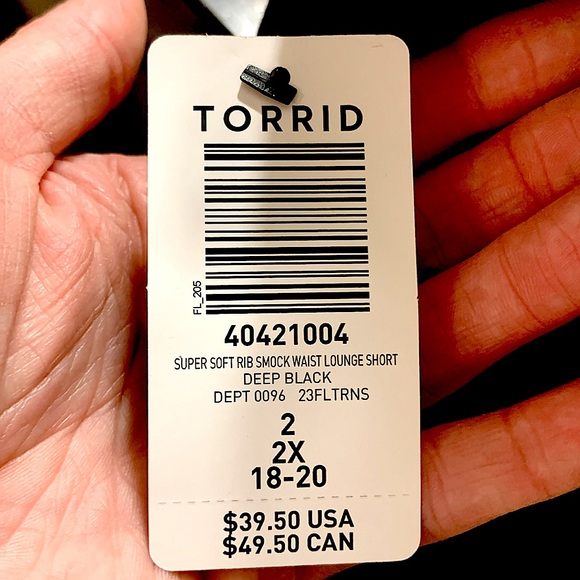 TORRID
FL_205
40421004
SUPER SOFT RIB SMOCK WAIST LOUNGE SHORT
DEEP BLACK
DEPT 0096 23FLTRNS
2
2X
18-20
$39.50 USA
$49.50 CAN